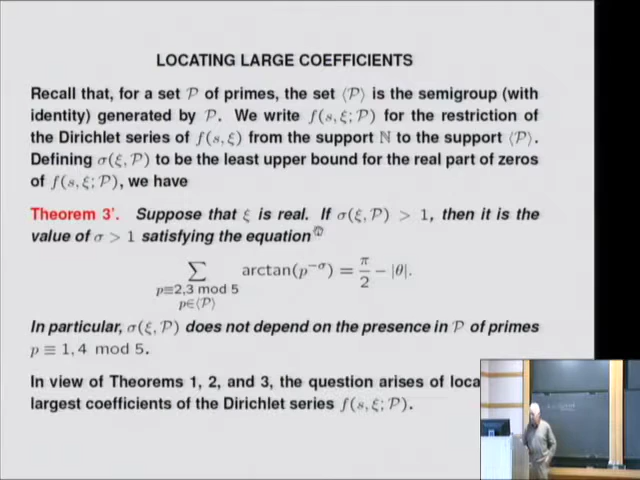 LOCATING LARGE COEFFICIENTS
Recall that, for a set 𝒫 of primes, the set ⟨𝒫⟩ is the semigroup (with
identity) generated by 𝒫. We write f(s, ξ; 𝒫) for the restriction of
the Dirichlet series of f(s, ξ) from the support ℕ to the support ⟨𝒫⟩.
Defining σ(ξ, 𝒫) to be the least upper bound for the real part of zeros
of f(s, ξ; 𝒫), we have
Theorem 3'. Suppose that ξ is real. If σ(ξ, 𝒫) > 1, then it is the
value of σ > 1 satisfying the equation
∑ arctan(p^{-σ}) = π/2 − |θ|.
p≡2,3 mod 5
p∈⟨𝒫⟩
In particular, σ(ξ, 𝒫) does not depend on the presence in 𝒫 of primes
p ≡ 1, 4 mod 5.
In view of Theorems 1, 2, and 3, the question arises of loca
largest coefficients of the Dirichlet series f(s, ξ; 𝒫).